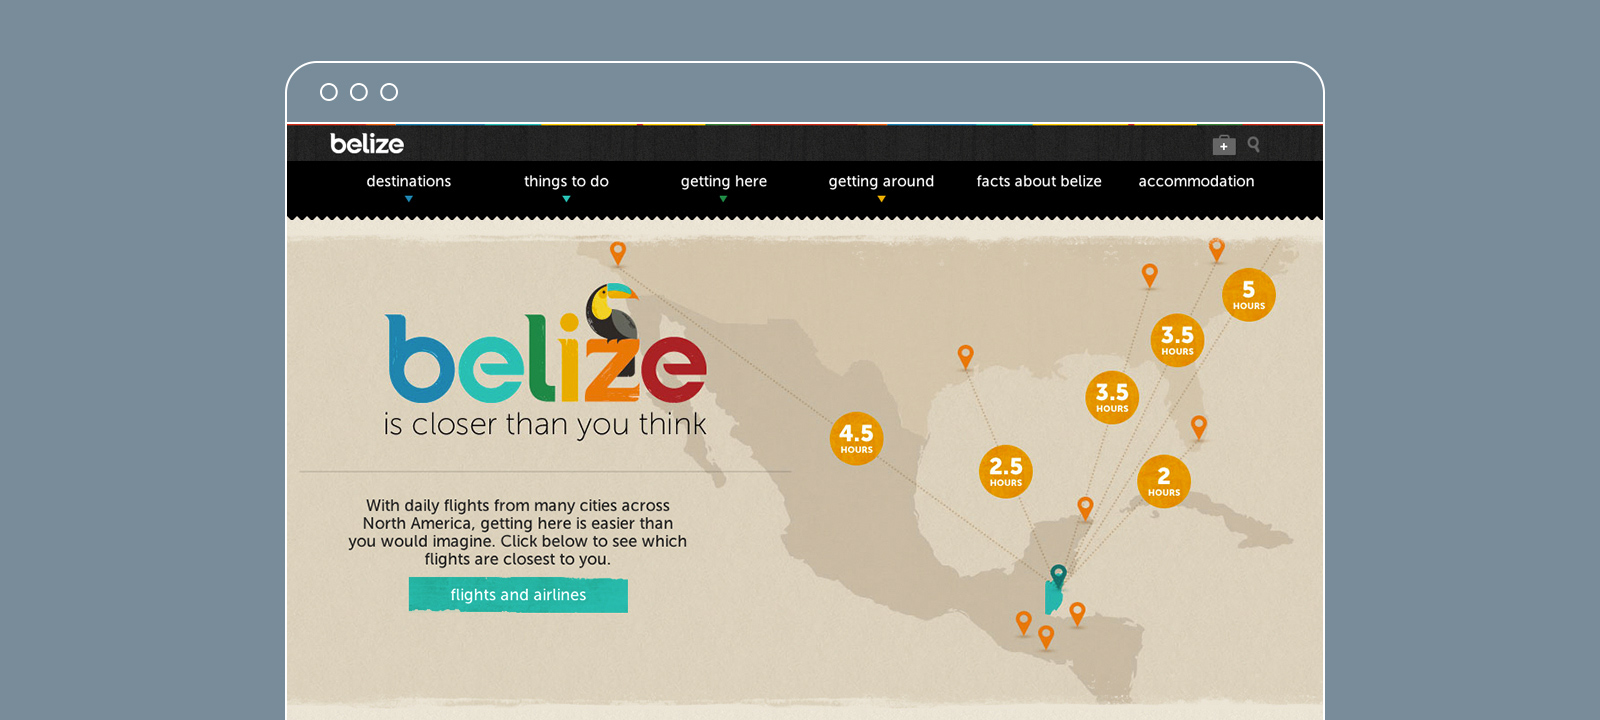 belize
destinations
things to do
getting here
getting around
facts about belize
accommodation
belize
is closer than you think
With daily flights from many cities across
North America, getting here is easier than
you would imagine. Click below to see which
flights are closest to you.
flights and airlines
5
HOURS
3.5
HOURS
3.5
HOURS
4.5
HOURS
2.5
HOURS
2
HOURS